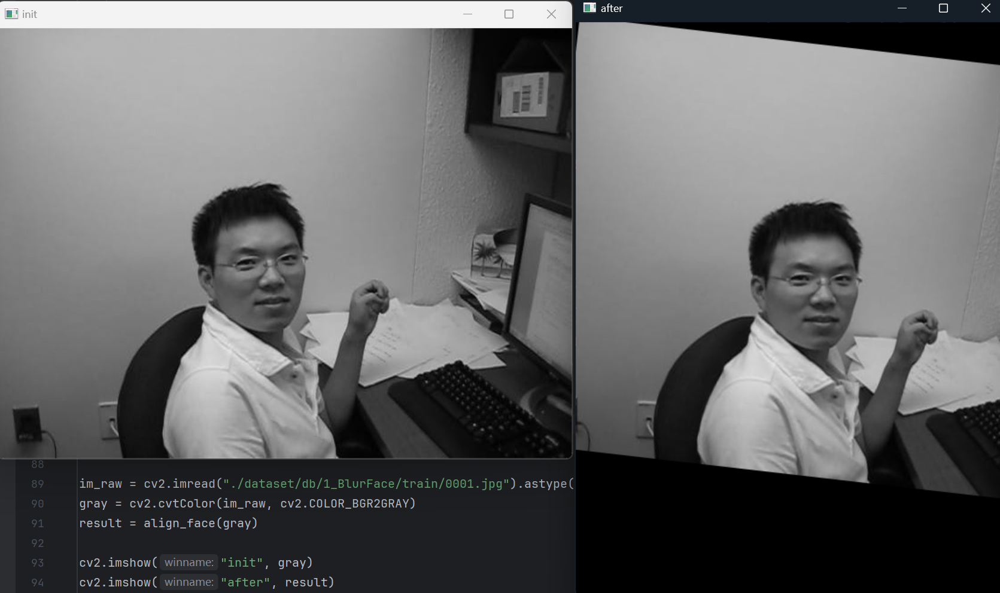 init
after
88
89 im_raw = cv2.imread("./dataset/db/1_BlurFace/train/0001.jpg").astype(
90 gray = cv2.cvtColor(im_raw, cv2.COLOR_BGR2GRAY)
91 result = align_face(gray)
92
93 cv2.imshow( winname: "init", gray)
94 cv2.imshow( winname: "after", result)